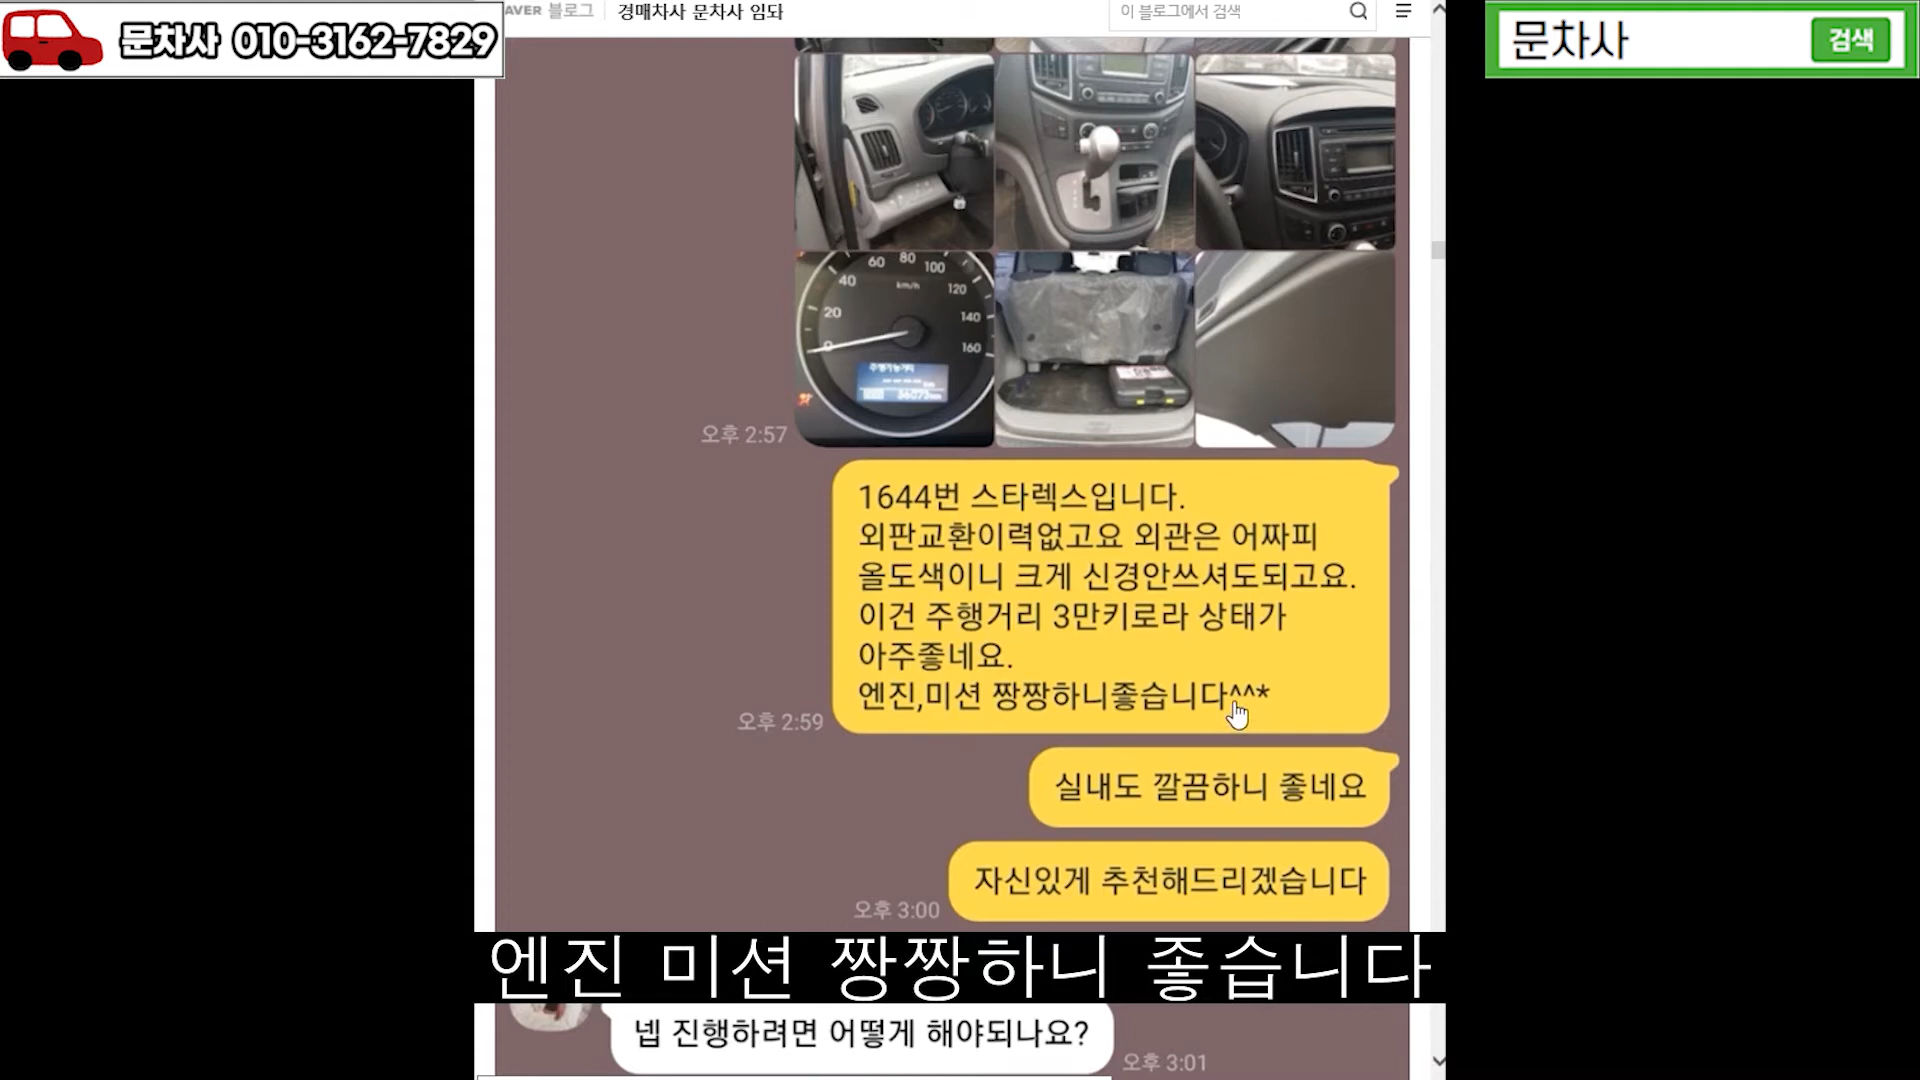 문차사 010-3162-7829
AVER 블로그
경매차사 문차사 임돠
이 블로그에서 검색
문차사
검색
60 80 100
40 km/h 120
20 140
0 160
주행가능거리
오후 2:57
1644번 스타렉스입니다.
외판교환이력없고요 외관은 어짜피
올도색이니 크게 신경안쓰셔도되고요.
이건 주행거리 3만키로라 상태가
아주좋네요.
엔진,미션 짱짱하니좋습니다^^*
오후 2:59
실내도 깔끔하니 좋네요
자신있게 추천해드리겠습니다
오후 3:00
엔진 미션 짱짱하니 좋습니다
넵 진행하려면 어떻게 해야되나요?
오후 3:01